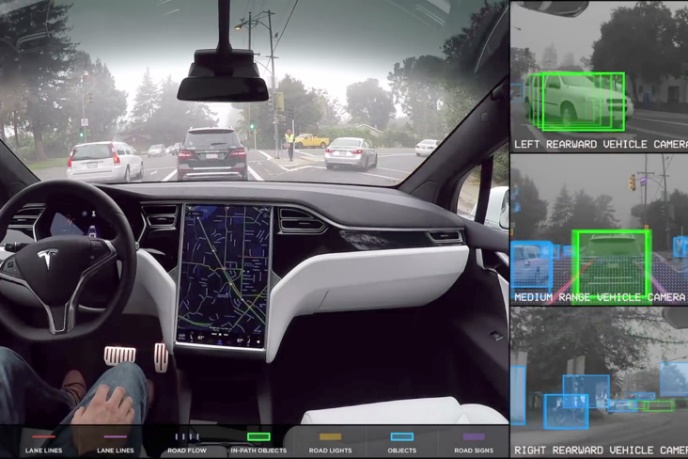 LEFT REARWARD VEHICLE CAMERA
MEDIUM RANGE VEHICLE CAMERA
RIGHT REARWARD VEHICLE CAMERA
LANE LINES
LANE LINES
ROAD FLOW
IN-PATH OBJECTS
ROAD LIGHTS
OBJECTS
ROAD SIGNS